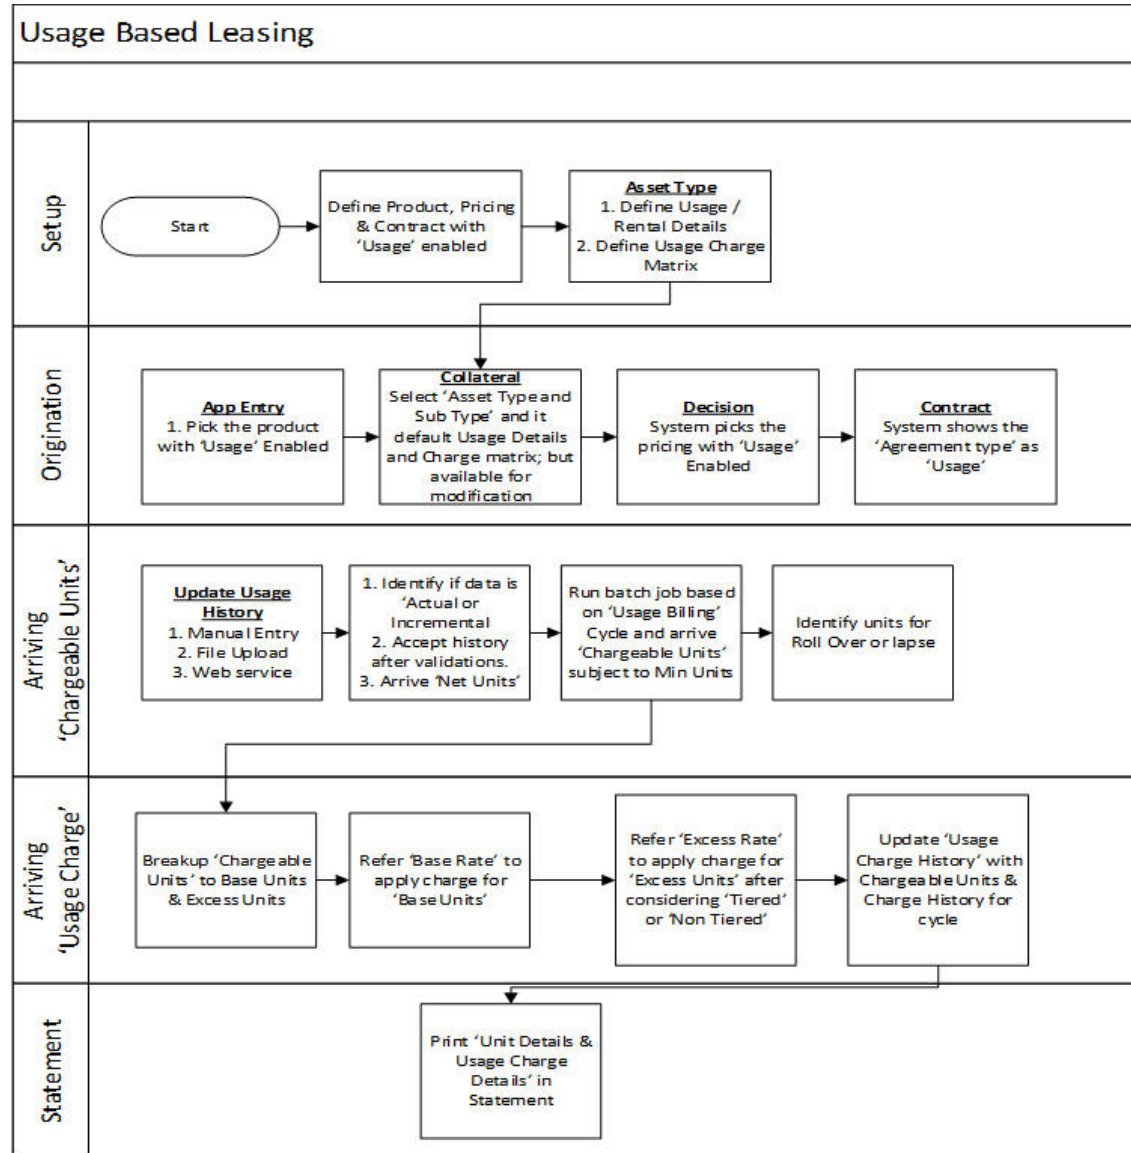 Usage Based Leasing
Setup
Start
Define Product, Pricing
& Contract with
‘Usage’ enabled
Asset Type
1. Define Usage /
Rental Details
2. Define Usage Charge
Matrix
Origination
App Entry
1. Pick the product
with ‘Usage’ Enabled
Collateral
Select ‘Asset Type and
Sub Type’ and it
default Usage Details
and Charge matrix; but
available for
modification
Decision
System picks the
pricing with ‘Usage’
Enabled
Contract
System shows the
‘Agreement type’ as
‘Usage’
Arriving
‘Chargeable Units’
Update Usage
History
1. Manual Entry
2. File Upload
3. Web service
1. Identify if data is
‘Actual or
Incremental
2. Accept history
after validations.
3. Arrive ‘Net Units’
Run batch job based
on ‘Usage Billing’
Cycle and arrive
‘Chargeable Units’
subject to Min Units
Identify units for
Roll Over or lapse
Arriving
‘Usage Charge’
Breakup ‘Chargeable
Units’ to Base Units
& Excess Units
Refer ‘Base Rate’ to
apply charge for
‘Base Units’
Refer ‘Excess Rate’
to apply charge for
‘Excess Units’ after
considering ‘Tiered’
or ‘Non Tiered’
Update ‘Usage
Charge History’ with
Chargeable Units &
Charge History for
cycle
Statement
Print ‘Unit Details &
Usage Charge
Details’ in
Statement